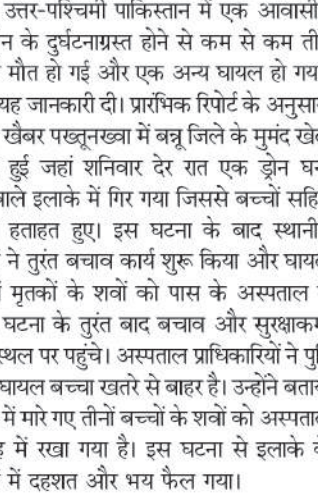 उत्तर-पश्चिमी पाकिस्तान में एक आवासी
न के दुर्घटनाग्रस्त होने से कम से कम ती
मौत हो गई और एक अन्य घायल हो गय
यह जानकारी दी। प्रारंभिक रिपोर्ट के अनुसा
खैबर पख्तूनख्वा में बन्नू जिले के मुमंद खे
हुई जहां शनिवार देर रात एक ड्रोन घन
वाले इलाके में गिर गया जिससे बच्चों सहि
हताहत हुए। इस घटना के बाद स्थानी
ने तुरंत बचाव कार्य शुरू किया और घाय
मृतकों के शवों को पास के अस्पताल
घटना के तुरंत बाद बचाव और सुरक्षाकम
स्थल पर पहुंचे। अस्पताल प्राधिकारियों ने पु
घायल बच्चा खतरे से बाहर है। उन्होंने बता
में मारे गए तीनों बच्चों के शवों को अस्पता
में रखा गया है। इस घटना से इलाके
में दहशत और भय फैल गया।